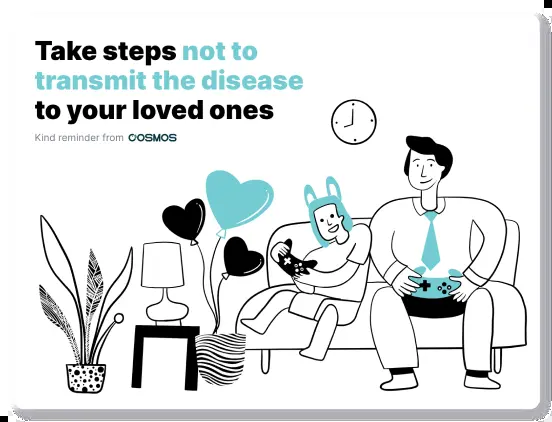 Take steps not to
transmit the disease
to your loved ones
Kind reminder from COSMOS